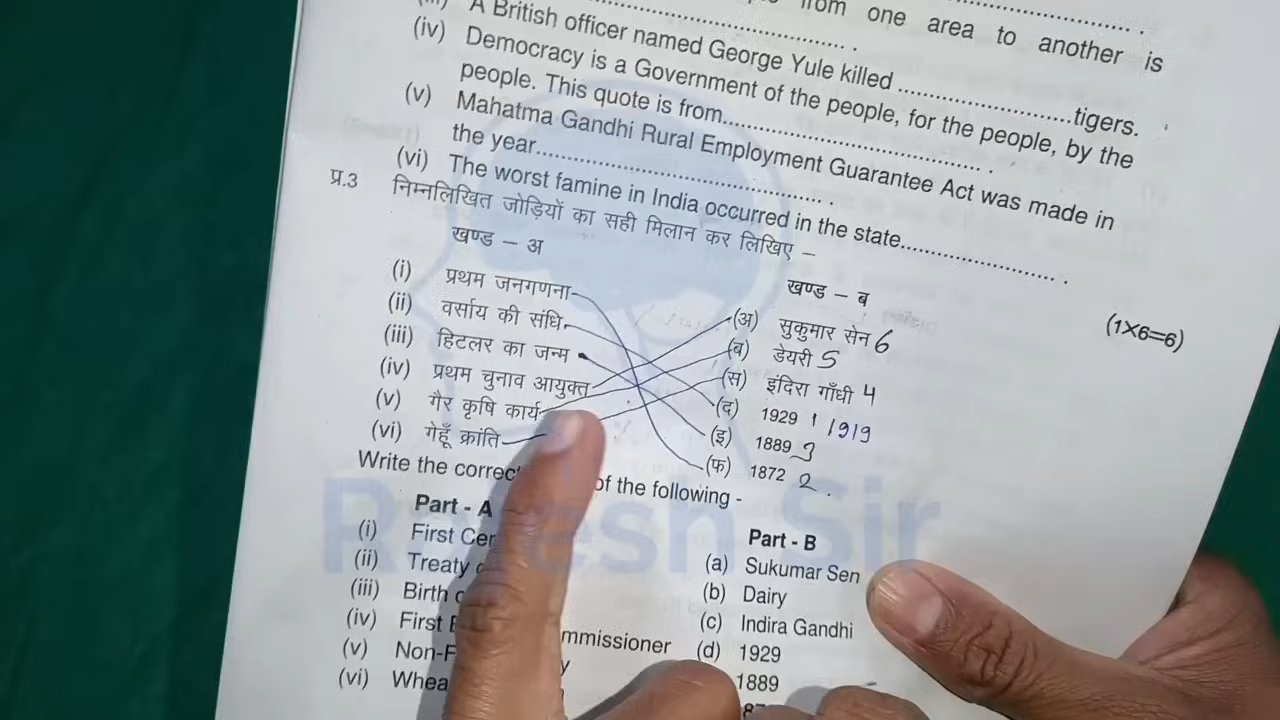 from one area to another is
A British officer named George Yule killed ..................... tigers.
(iv) Democracy is a Government of the people, for the people, by the
people. This quote is from...................................... .
(v) Mahatma Gandhi Rural Employment Guarantee Act was made in
the year.......................................... .
(vi) The worst famine in India occurred in the state........................ .
प्र.3 निम्नलिखित जोड़ियों का सही मिलान कर लिखिए –
(1×6=6)
खण्ड – अ खण्ड – ब
(i) प्रथम जनगणना (अ) सुकुमार सेन 6
(ii) वर्साय की संधि (ब) डेयरी 5
(iii) हिटलर का जन्म (स) इंदिरा गाँधी 4
(iv) प्रथम चुनाव आयुक्त (द) 1929 1 1919
(v) गैर कृषि कार्य (इ) 1889 3
(vi) गेहूँ क्रांति (फ) 1872 2.
Write the correct of the following -
Part - A Part - B
(i) First (a) Sukumar Sen
(ii) Treaty (b) Dairy
(iii) Birth (c) Indira Gandhi
(iv) First mmissioner (d) 1929
(v) 1889
(vi)
Sir